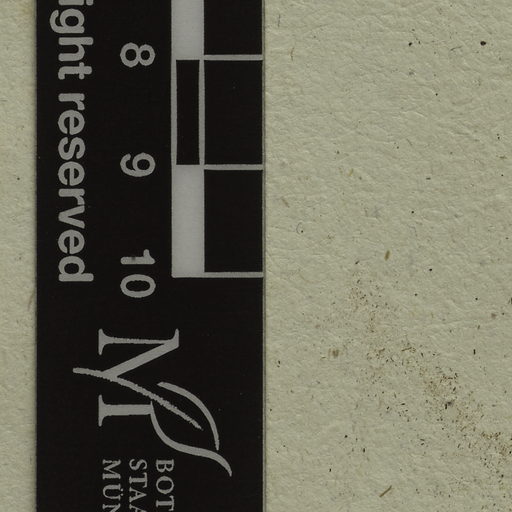 ight reserved
8
9
10
M
BOT
STAA
MÜN